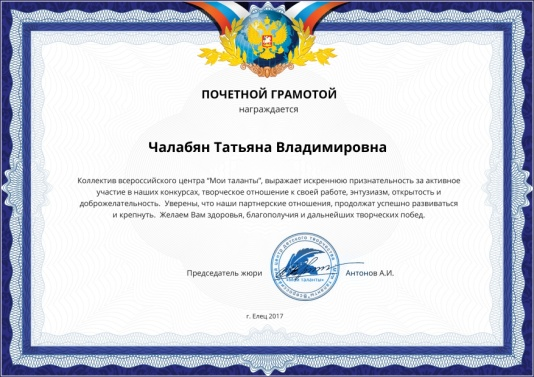 ПОЧЕТНОЙ ГРАМОТОЙ
награждается
Чалабян Татьяна Владимировна
Коллектив всероссийского центра "Мои таланты", выражает искреннюю признательность за активное
участие в наших конкурсах, творческое отношение к своей работе, энтузиазм, открытость и
доброжелательность. Уверены, что наши партнерские отношения, продолжат успешно развиваться
и крепнуть. Желаем Вам здоровья, благополучия и дальнейших творческих побед.
Председатель жюри
«Мои таланты»
Антонов А.И.
г. Елец 2017